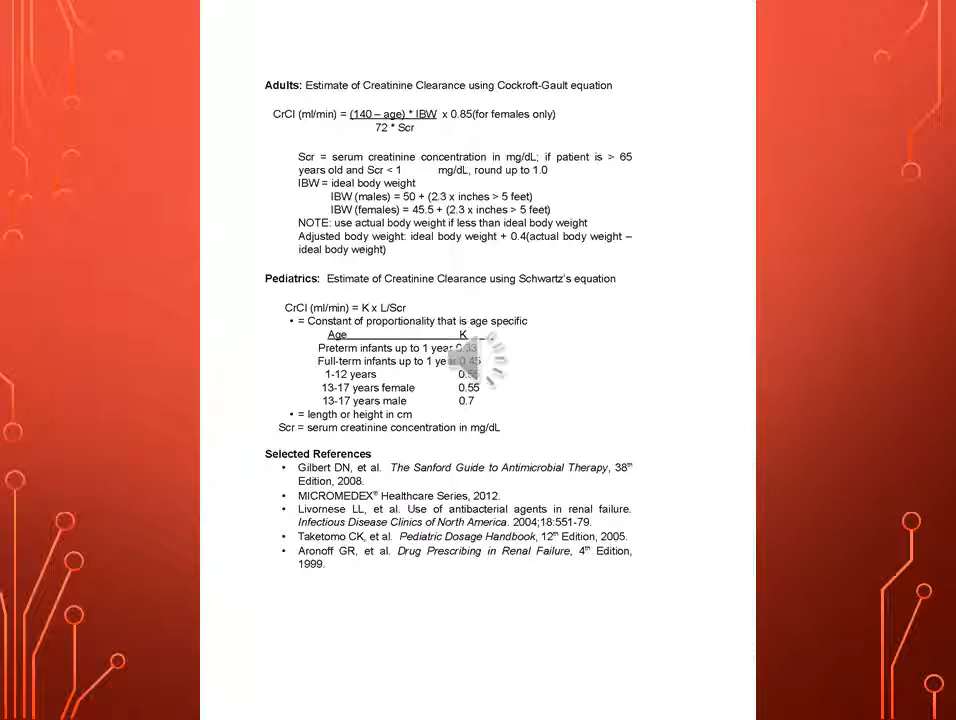 Adults: Estimate of Creatinine Clearance using Cockroft-Gault equation
CrCl (ml/min) = (140 – age) * IBW x 0.85(for females only)
72 * Scr
Scr = serum creatinine concentration in mg/dL; if patient is > 65
years old and Scr < 1 mg/dL, round up to 1.0
IBW = ideal body weight
IBW (males) = 50 + (2.3 x inches > 5 feet)
IBW (females) = 45.5 + (2.3 x inches > 5 feet)
NOTE: use actual body weight if less than ideal body weight
Adjusted body weight: ideal body weight + 0.4(actual body weight –
ideal body weight)
Pediatrics: Estimate of Creatinine Clearance using Schwartz's equation
CrCl (ml/min) = K x L/Scr
• = Constant of proportionality that is age specific
Age K
Preterm infants up to 1 year 0.33
Full-term infants up to 1 year 0.45
1-12 years 0.55
13-17 years female 0.55
13-17 years male 0.7
• = length or height in cm
Scr = serum creatinine concentration in mg/dL
Selected References
• Gilbert DN, et al. The Sanford Guide to Antimicrobial Therapy, 38th
Edition, 2008.
• MICROMEDEX® Healthcare Series, 2012.
• Livornese LL, et al. Use of antibacterial agents in renal failure.
Infectious Disease Clinics of North America. 2004;18:551-79.
• Taketomo CK, et al. Pediatric Dosage Handbook, 12th Edition, 2005.
• Aronoff GR, et al. Drug Prescribing in Renal Failure, 4th Edition,
1999.